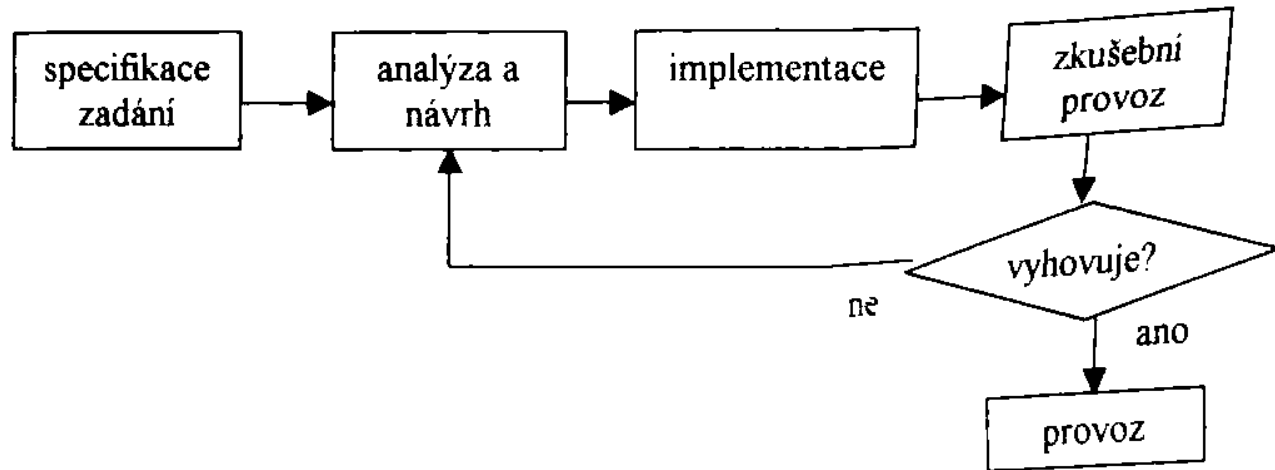 specifikace
zadání
analýza a
návrh
implementace
zkušební
provoz
vyhovuje?
ne
ano
provoz